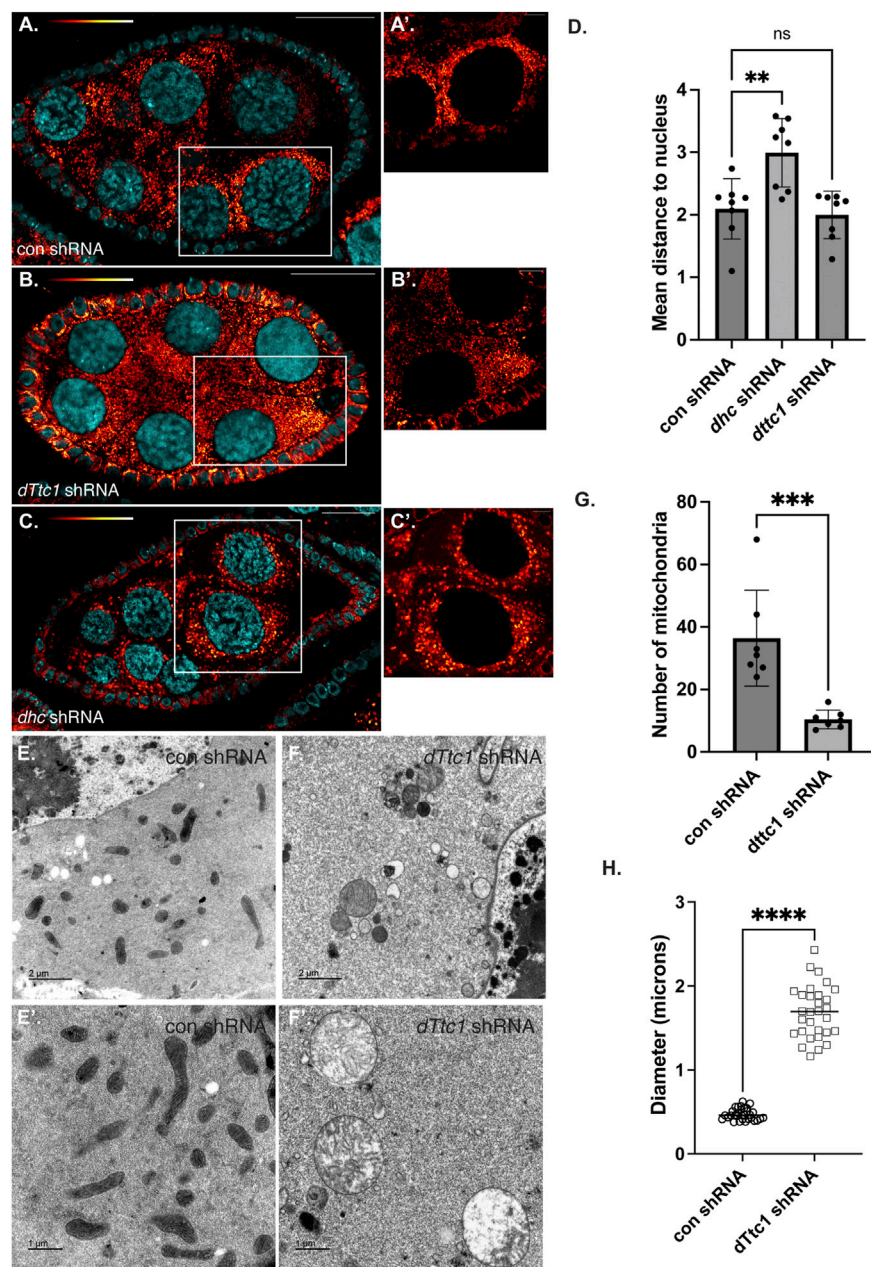 A.
con shRNA
A'.
B.
dTtc1 shRNA
B'.
C.
dhc shRNA
C'.
D.
ns
**
Mean distance to nucleus
4
3
2
1
0
con shRNA
dhc shRNA
dttc1 shRNA
E.
con shRNA
2 µm
F.
dTtc1 shRNA
2 µm
E'.
con shRNA
1 µm
F'.
dTtc1 shRNA
1 µm
G.
***
Number of mitochondria
80
60
40
20
0
con shRNA
dttc1 shRNA
H.
****
Diameter (microns)
3
2
1
0
con shRNA
dTtc1 shRNA